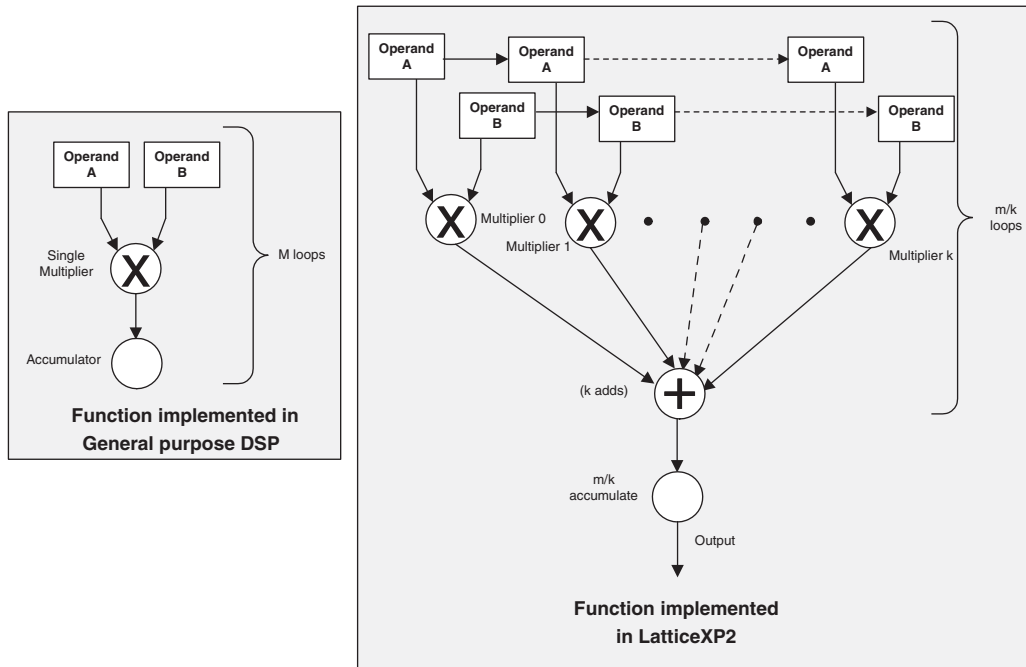 Operand
A
Operand
B
Single
Multiplier
X
M loops
Accumulator
Function implemented in
General purpose DSP
Operand
A
Operand
A
Operand
A
Operand
B
Operand
B
Operand
B
X
Multiplier 0
X
Multiplier 1
X
Multiplier k
m/k
loops
(k adds)
+
m/k
accumulate
Output
Function implemented
in LatticeXP2